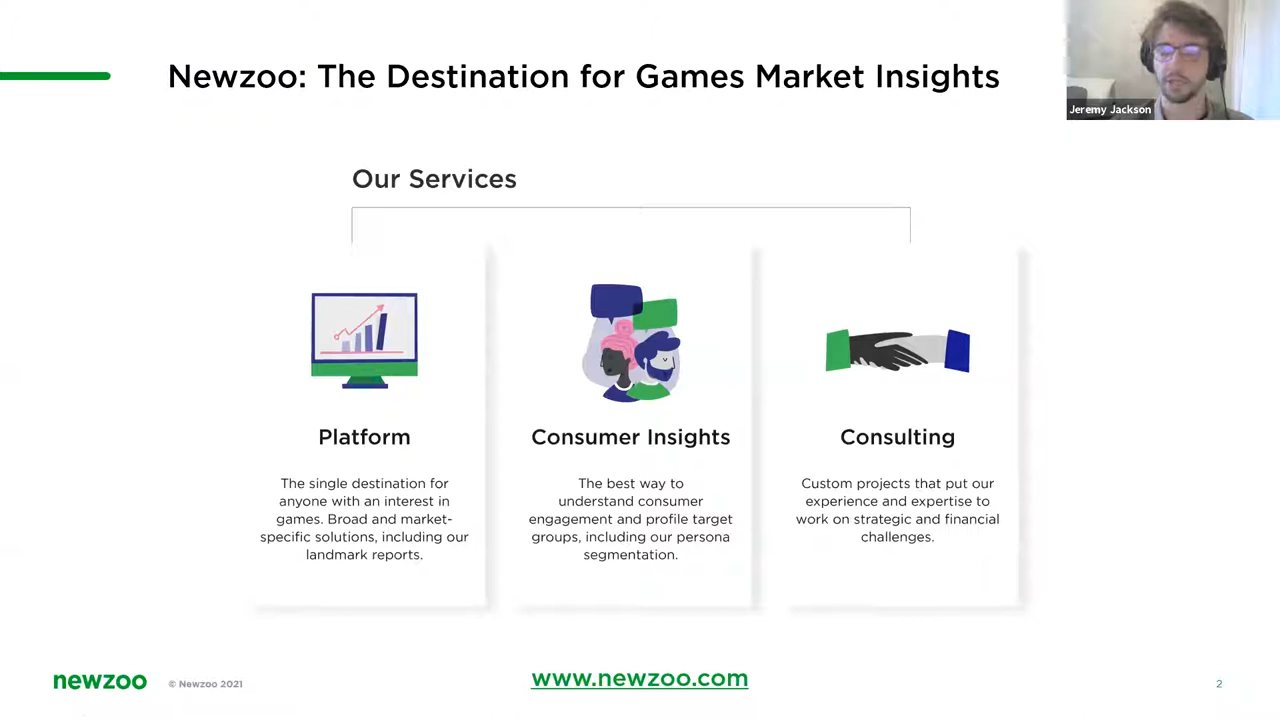 Newzoo: The Destination for Games Market Insights
Jeremy Jackson
Our Services
Platform
The single destination for
anyone with an interest in
games. Broad and market-
specific solutions, including our
landmark reports.
Consumer Insights
The best way to
understand consumer
engagement and profile target
groups, including our persona
segmentation.
Consulting
Custom projects that put our
experience and expertise to
work on strategic and financial
challenges.
newzoo
© Newzoo 2021
www.newzoo.com
2